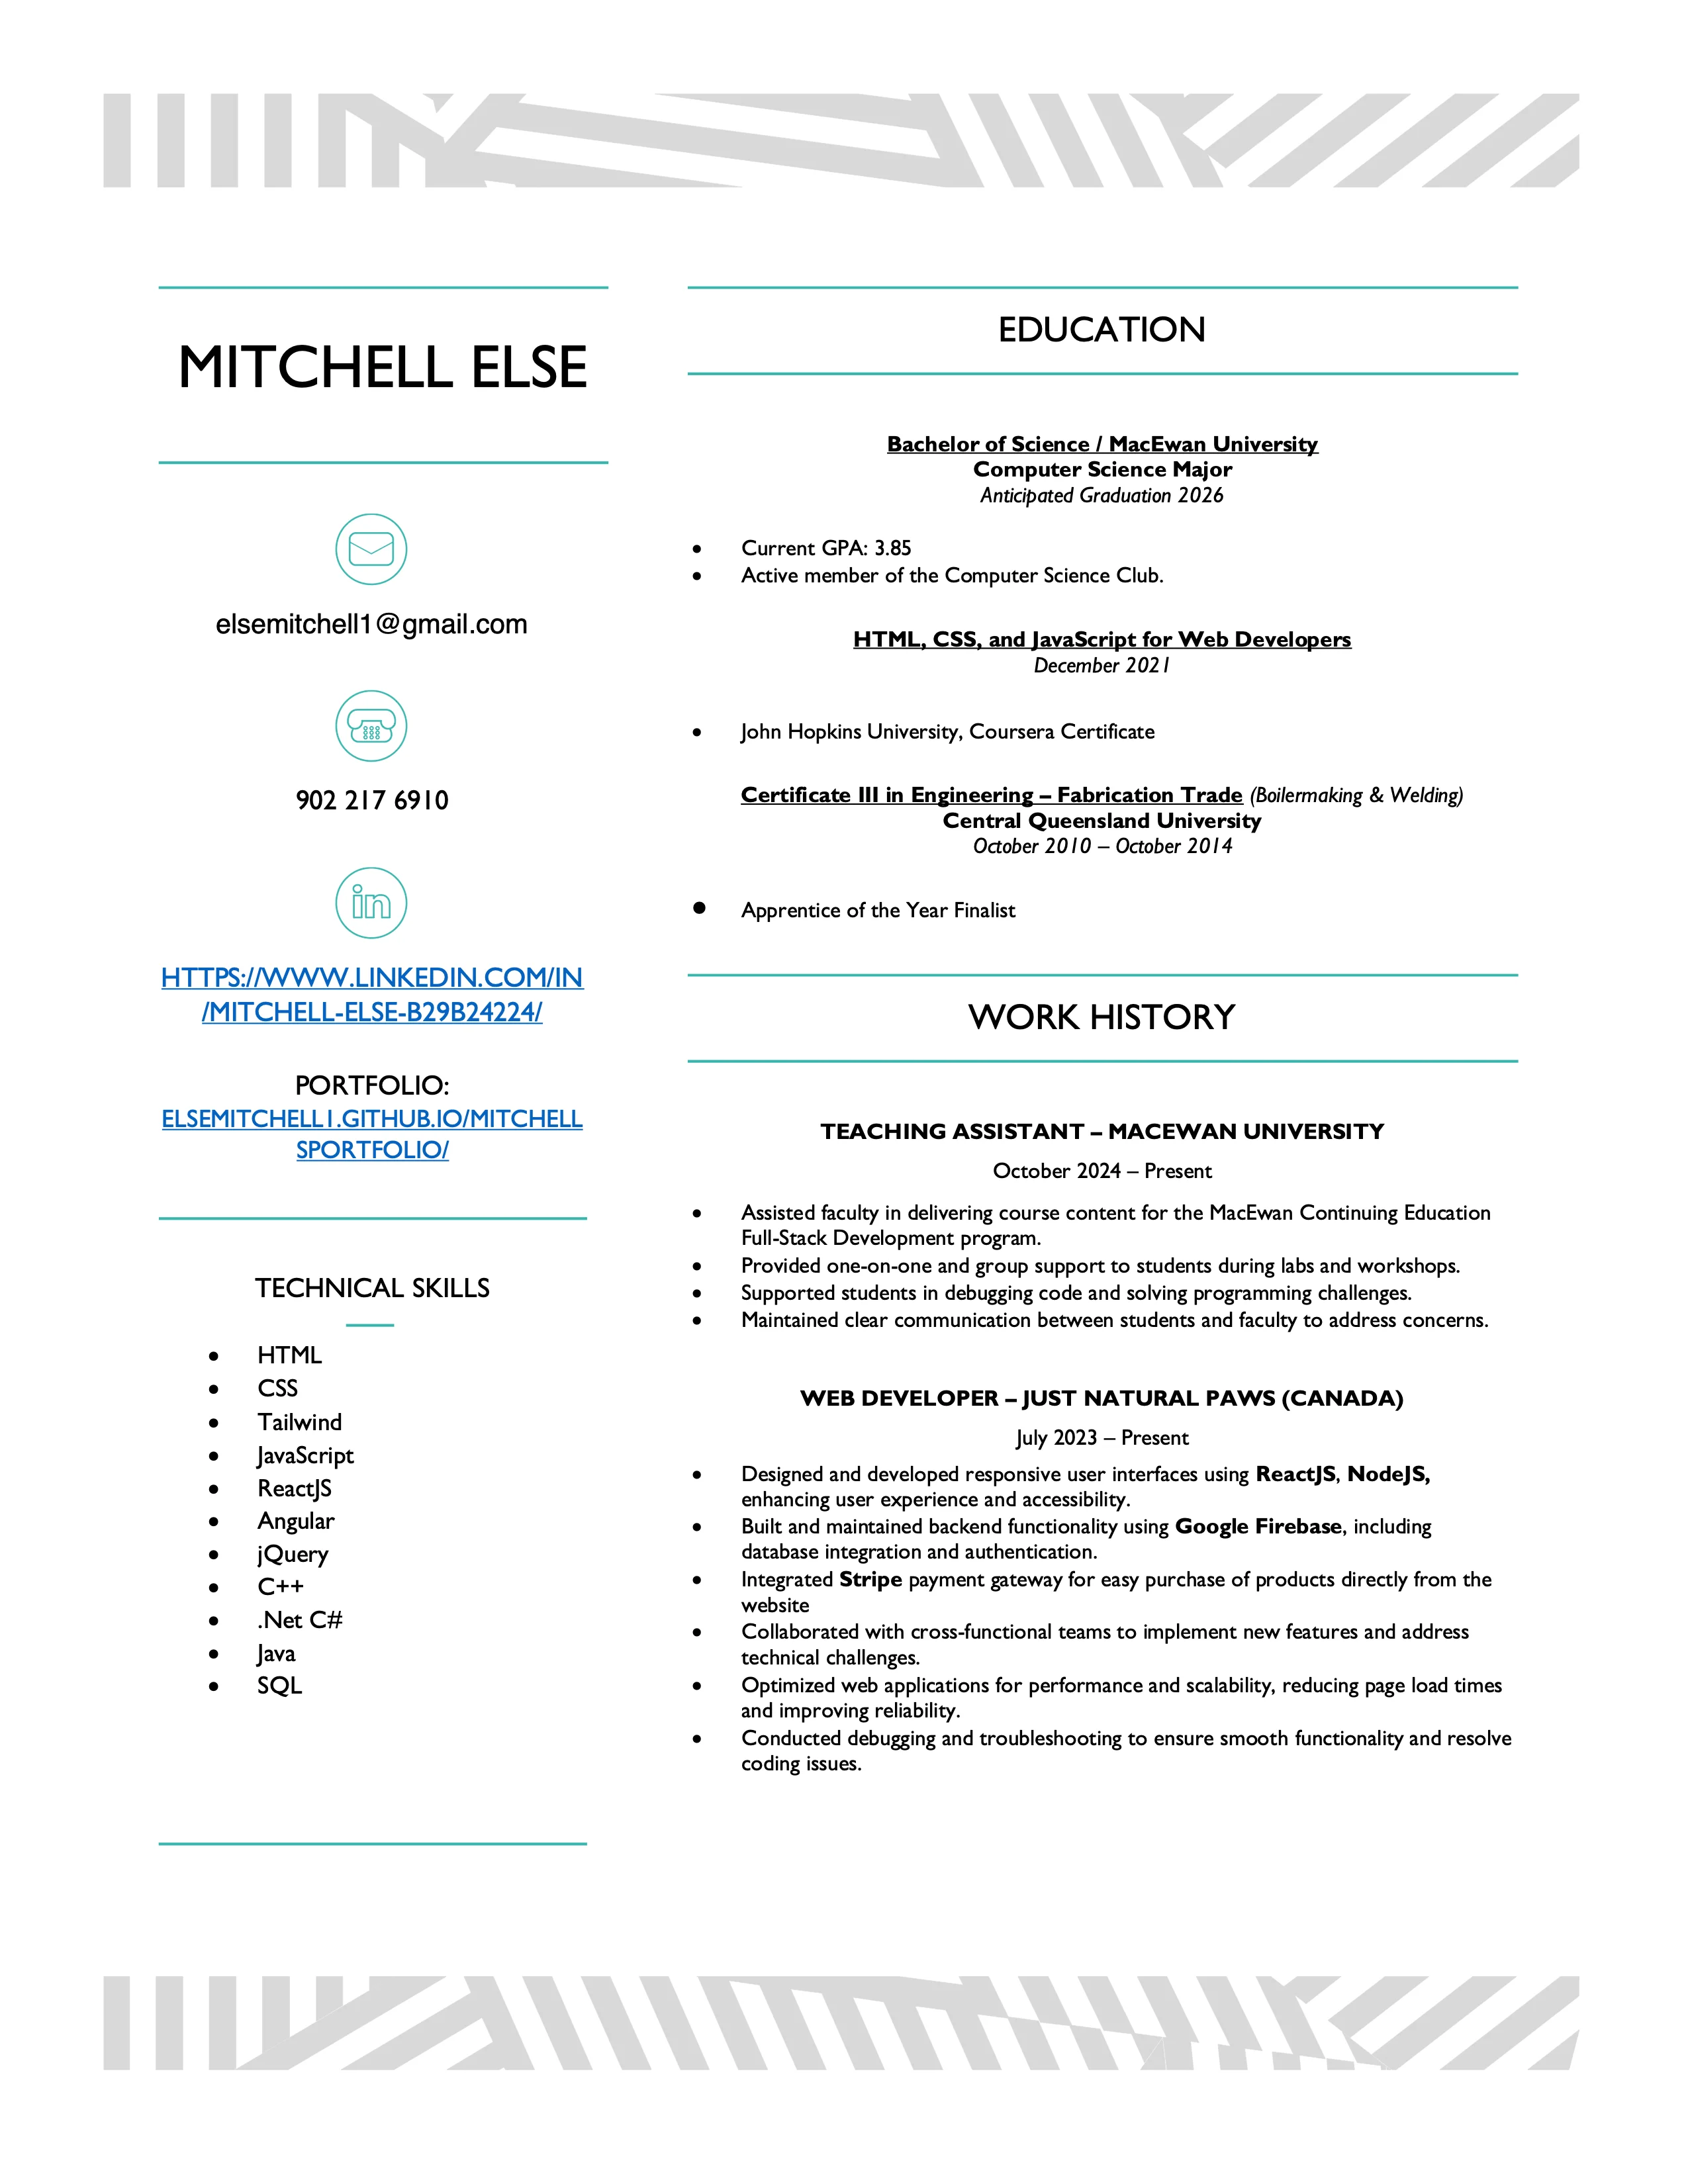 MITCHELL ELSE
elsemitchell1@gmail.com
902 217 6910
in
HTTPS://WWW.LINKEDIN.COM/IN
/MITCHELL-ELSE-B29B24224/
PORTFOLIO:
ELSEMITCHELL1.GITHUB.IO/MITCHELL
SPORTFOLIO/
TECHNICAL SKILLS
• HTML
• CSS
• Tailwind
• JavaScript
• ReactJS
• Angular
• jQuery
• C++
• .Net C#
• Java
• SQL
EDUCATION
Bachelor of Science / MacEwan University
Computer Science Major
Anticipated Graduation 2026
• Current GPA: 3.85
• Active member of the Computer Science Club.
HTML, CSS, and JavaScript for Web Developers
December 2021
• John Hopkins University, Coursera Certificate
Certificate III in Engineering – Fabrication Trade (Boilermaking & Welding)
Central Queensland University
October 2010 – October 2014
• Apprentice of the Year Finalist
WORK HISTORY
TEACHING ASSISTANT – MACEWAN UNIVERSITY
October 2024 – Present
• Assisted faculty in delivering course content for the MacEwan Continuing Education
Full-Stack Development program.
• Provided one-on-one and group support to students during labs and workshops.
• Supported students in debugging code and solving programming challenges.
• Maintained clear communication between students and faculty to address concerns.
WEB DEVELOPER – JUST NATURAL PAWS (CANADA)
July 2023 – Present
• Designed and developed responsive user interfaces using ReactJS, NodeJS,
enhancing user experience and accessibility.
• Built and maintained backend functionality using Google Firebase, including
database integration and authentication.
• Integrated Stripe payment gateway for easy purchase of products directly from the
website
• Collaborated with cross-functional teams to implement new features and address
technical challenges.
• Optimized web applications for performance and scalability, reducing page load times
and improving reliability.
• Conducted debugging and troubleshooting to ensure smooth functionality and resolve
coding issues.